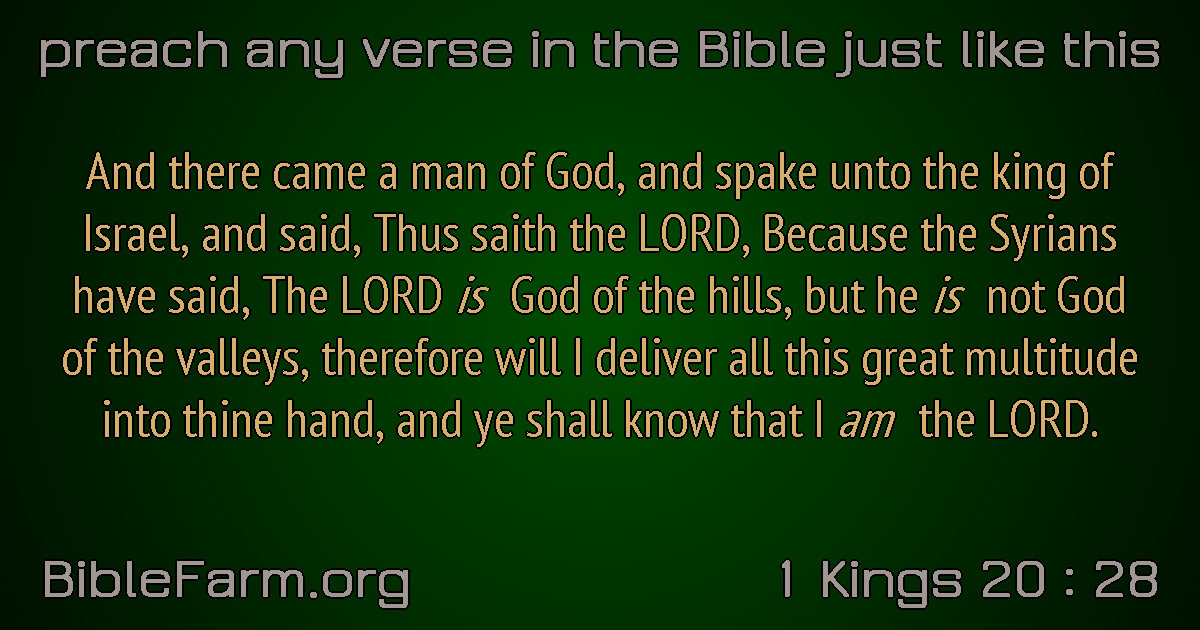 preach any verse in the Bible just like this
And there came a man of God, and spake unto the king of
Israel, and said, Thus saith the LORD, Because the Syrians
have said, The LORD is God of the hills, but he is not God
of the valleys, therefore will I deliver all this great multitude
into thine hand, and ye shall know that I am the LORD.
BibleFarm.org
1 Kings 20 : 28